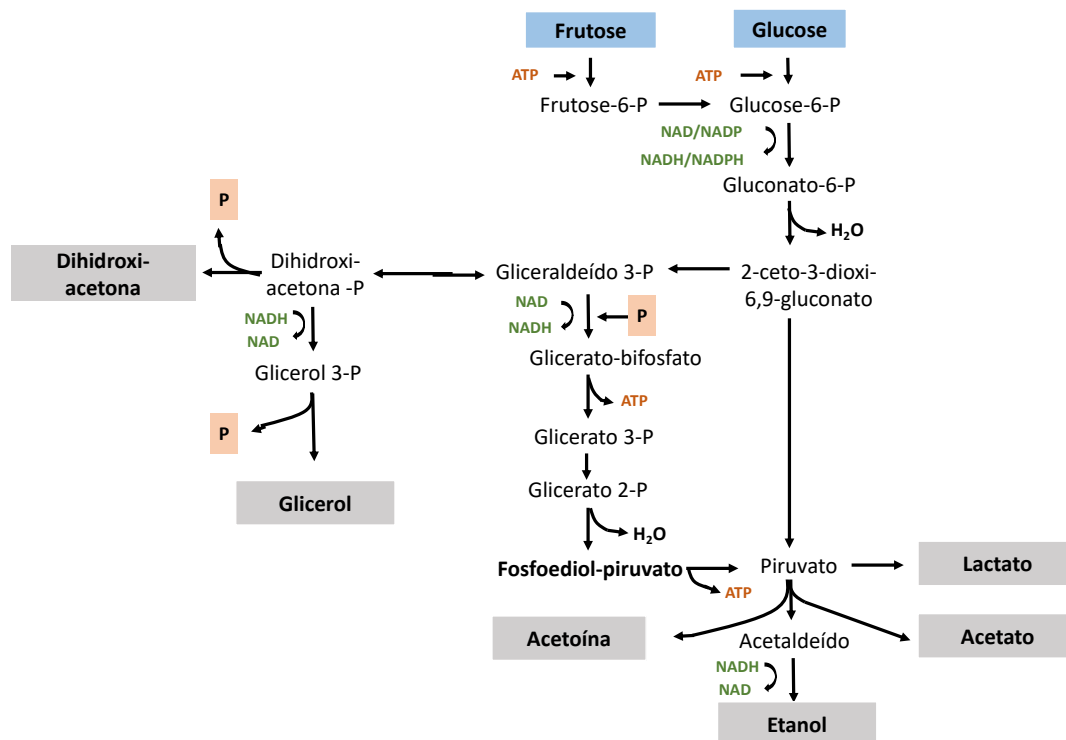 Frutose
Glucose
ATP
ATP
Frutose-6-P
Glucose-6-P
NAD/NADP
NADH/NADPH
Gluconato-6-P
P
H₂O
Dihidroxi-
acetona
Dihidroxi-
acetona -P
Gliceraldeído 3-P
2-ceto-3-dioxi-
6,9-gluconato
NADH
NAD
NAD
NADH
P
Glicerato-bifosfato
Glicerol 3-P
ATP
P
Glicerato 3-P
Glicerol
Glicerato 2-P
H₂O
Fosfoediol-piruvato
Piruvato
Lactato
ATP
Acetoína
Acetaldeído
Acetato
NADH
NAD
Etanol